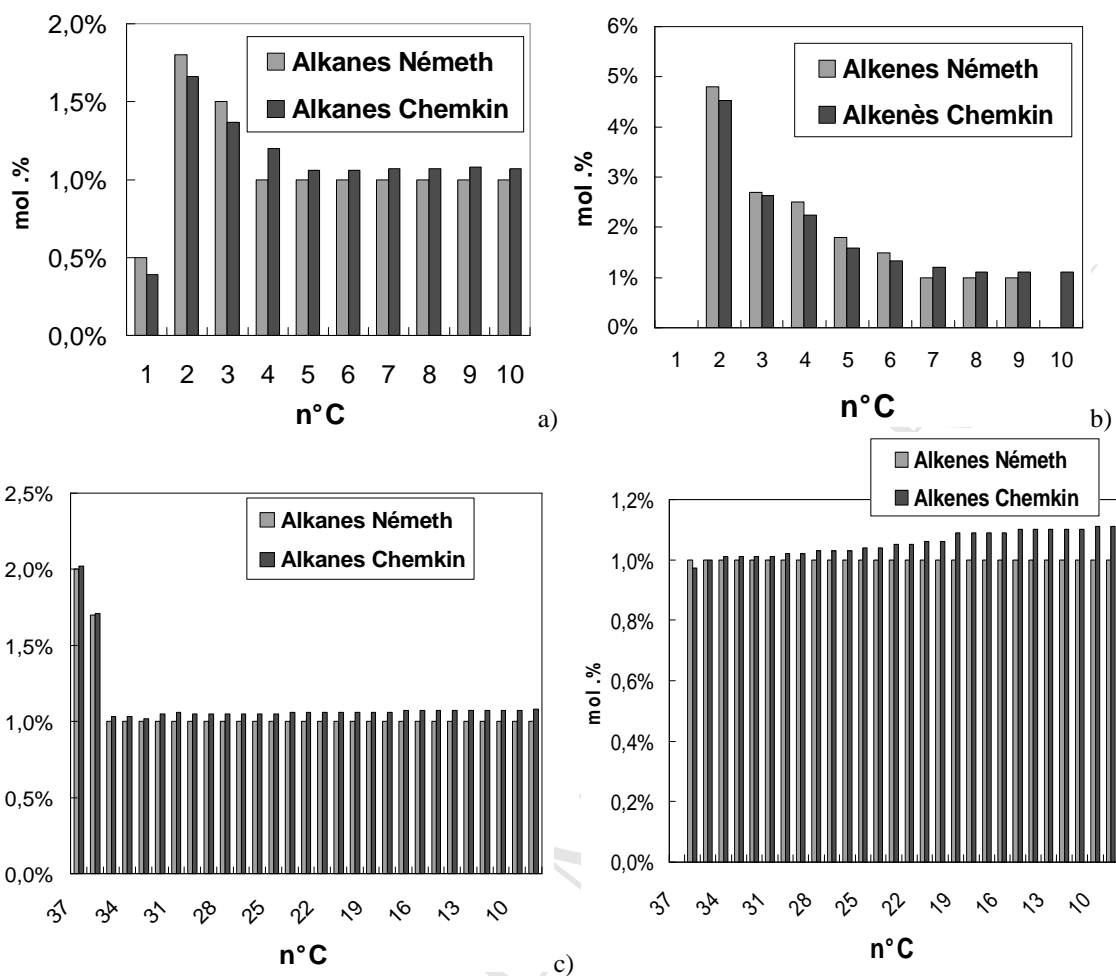 2,0%
1,5%
1,0%
0,5%
0,0%
mol .%
Alkanes Németh
Alkanes Chemkin
1 2 3 4 5 6 7 8 9 10
n°C
a)
6%
5%
4%
3%
2%
1%
0%
mol .%
Alkenes Németh
Alkenès Chemkin
1 2 3 4 5 6 7 8 9 10
n°C
b)
2,5%
2,0%
1,5%
1,0%
0,5%
0,0%
Alkanes Németh
Alkanes Chemkin
37 34 31 28 25 22 19 16 13 10
n°C
c)
Alkenes Németh
Alkenes Chemkin
1,2%
1,0%
0,8%
0,6%
0,4%
0,2%
0,0%
mol .%
37 34 31 28 25 22 19 16 13 10
n°C